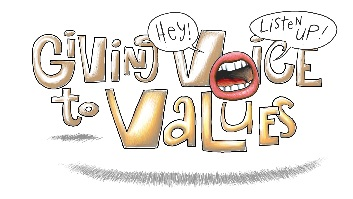 Hey!
Listen up!
Giving Voice
to Values